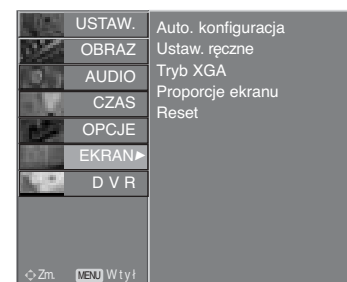 USTAW.
OBRAZ
AUDIO
CZAS
OPCJE
EKRAN
D V R
Auto. konfiguracja
Ustaw. ręczne
Tryb XGA
Proporcje ekranu
Reset
Zm. MENU Wtył